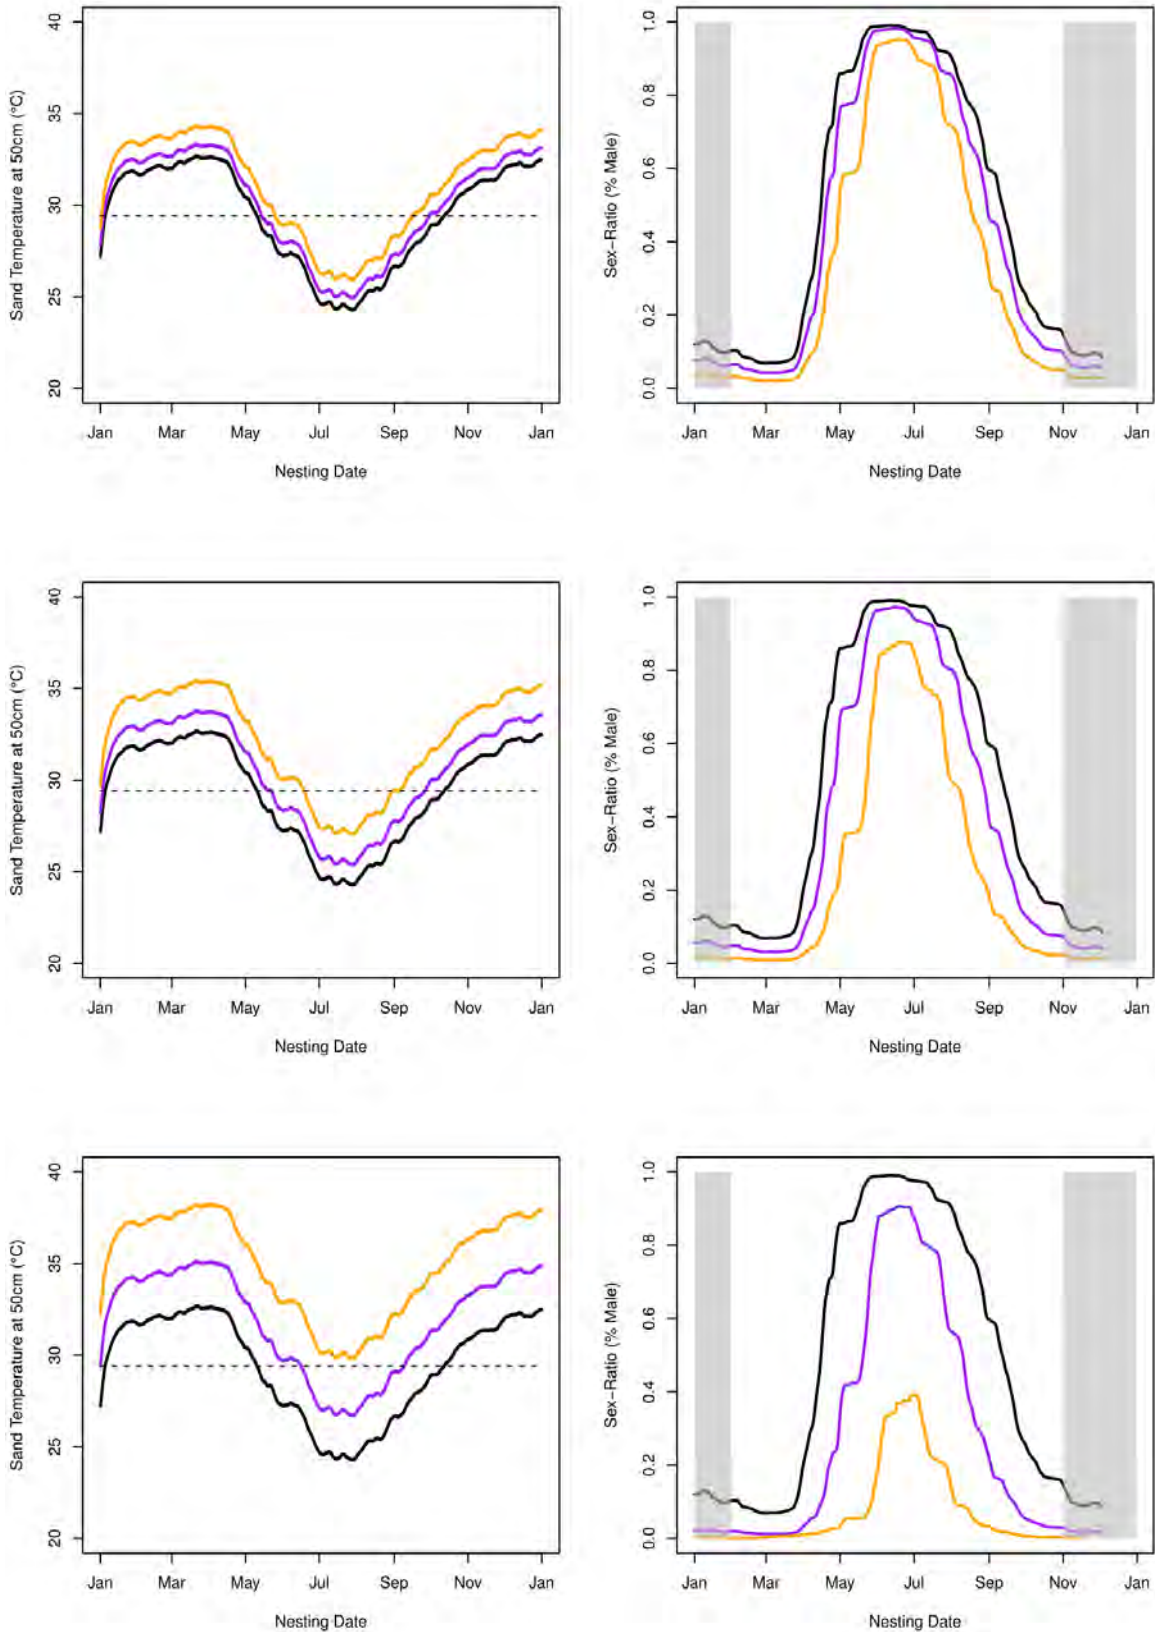 Sand Temperature at 50cm (°C)
40
35
30
25
20
Jan Mar May Jul Sep Nov Jan
Nesting Date
Sex−Ratio (% Male)
1.0
0.8
0.6
0.4
0.2
0.0
Jan Mar May Jul Sep Nov Jan
Nesting Date
Sand Temperature at 50cm (°C)
40
35
30
25
20
Jan Mar May Jul Sep Nov Jan
Nesting Date
Sex−Ratio (% Male)
1.0
0.8
0.6
0.4
0.2
0.0
Jan Mar May Jul Sep Nov Jan
Nesting Date
Sand Temperature at 50cm (°C)
40
35
30
25
20
Jan Mar May Jul Sep Nov Jan
Nesting Date
Sex−Ratio (% Male)
1.0
0.8
0.6
0.4
0.2
0.0
Jan Mar May Jul Sep Nov Jan
Nesting Date